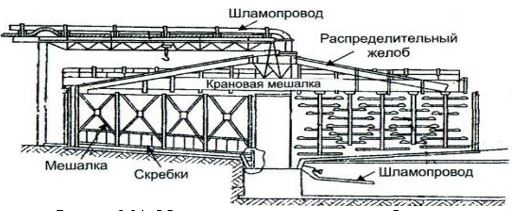 Шламопровод
Распределительный
желоб
Крановая мешалка
Мешалка
Скребки
Шламопровод